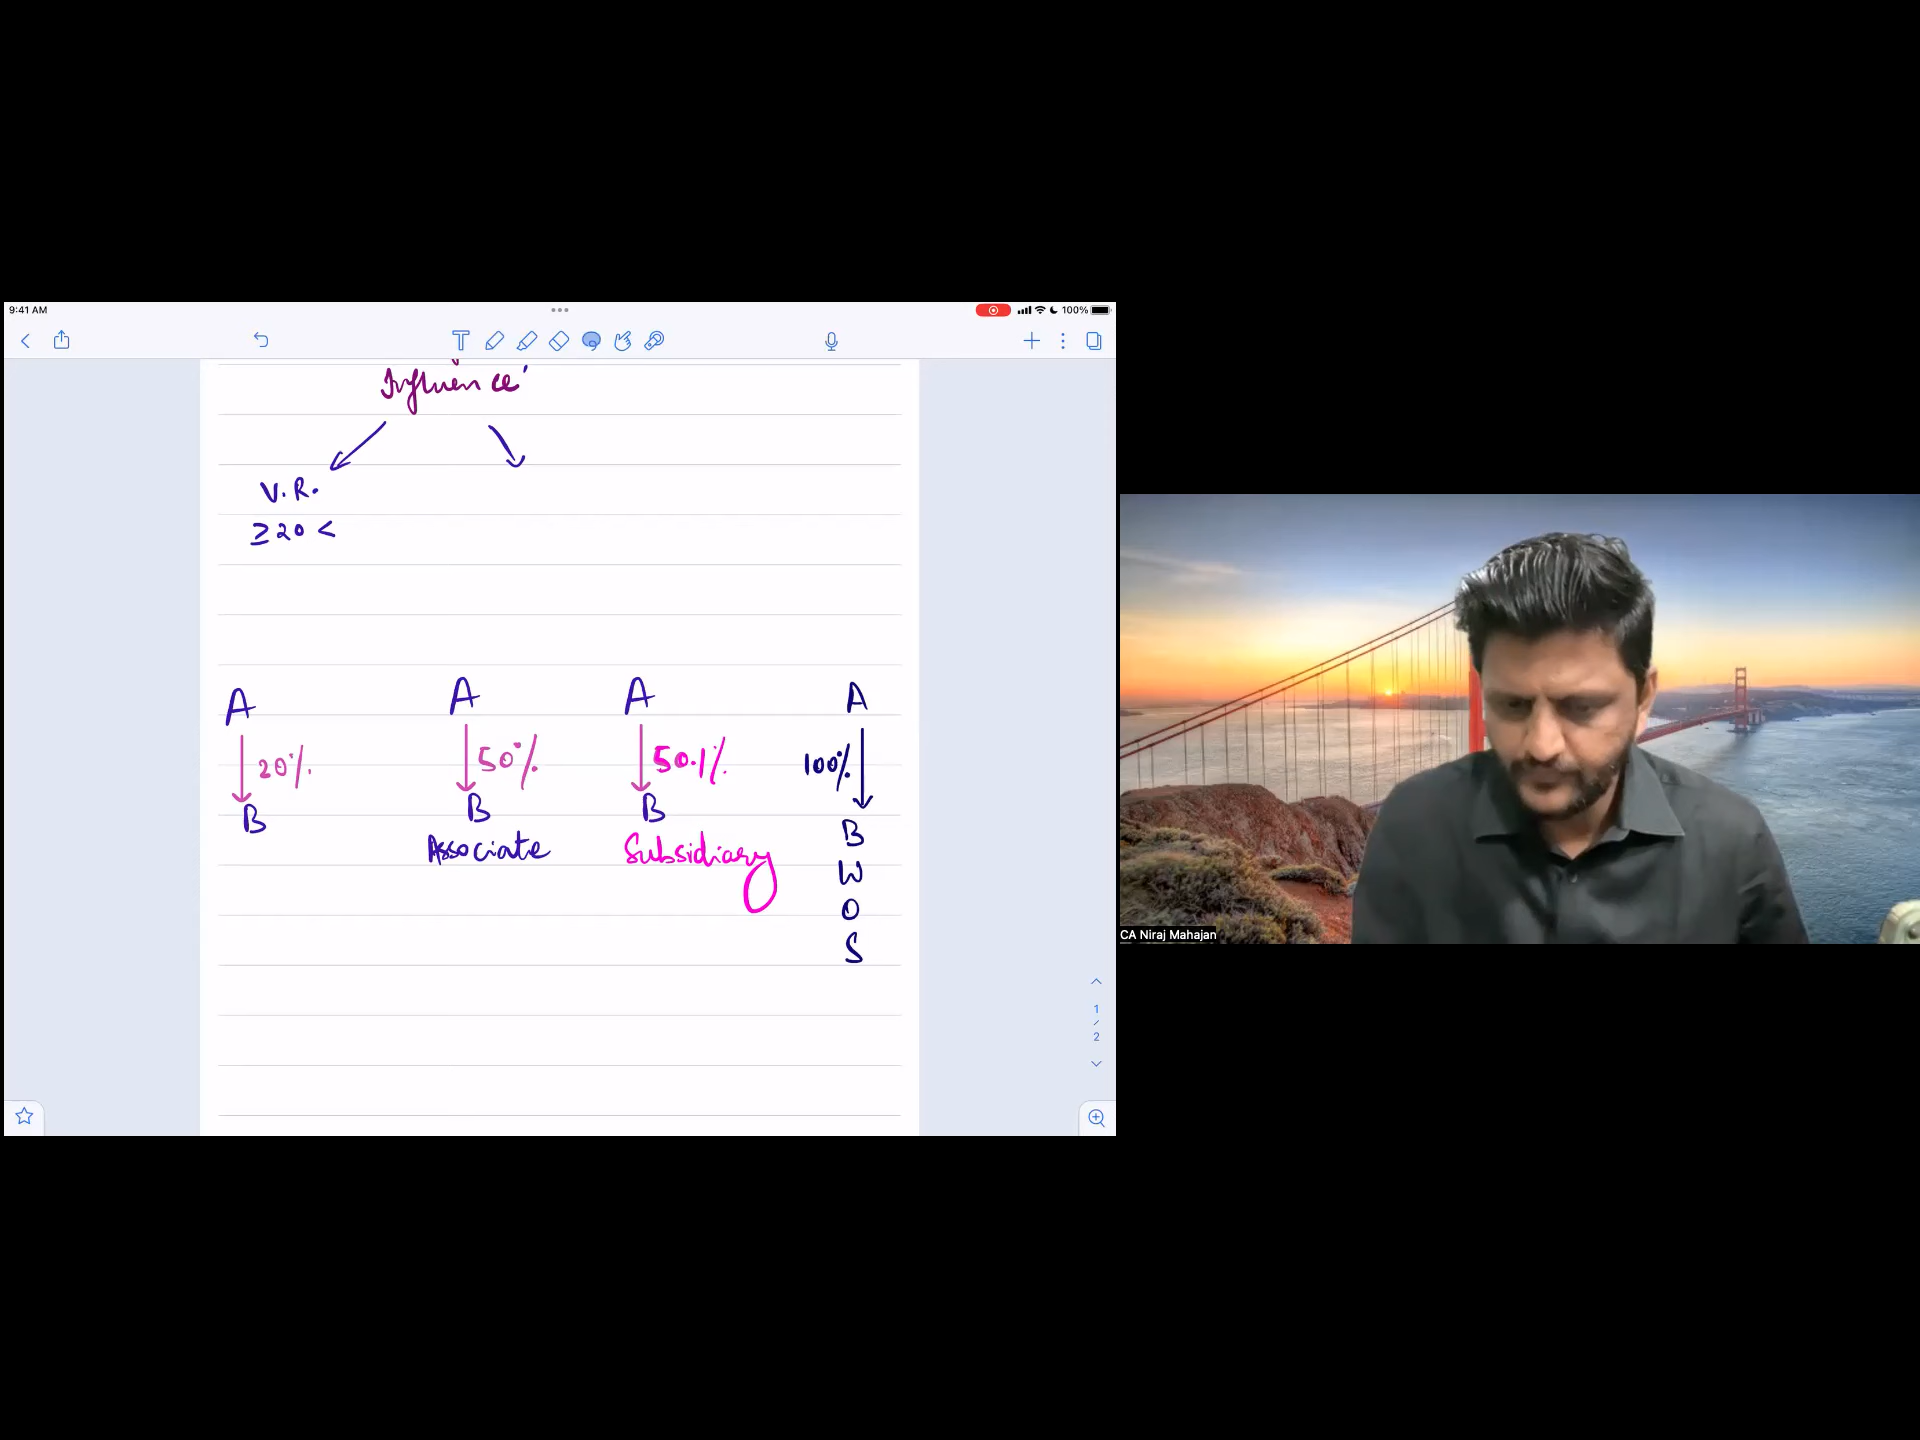 9:41 AM
100%
Influence'
V.R.
≥20 <
A
20%.
B
A
50%.
B
Associate
A
50.1%.
B
Subsidiary
A
100%.
B
W
O
S
1
/
2
CA Niraj Mahajan